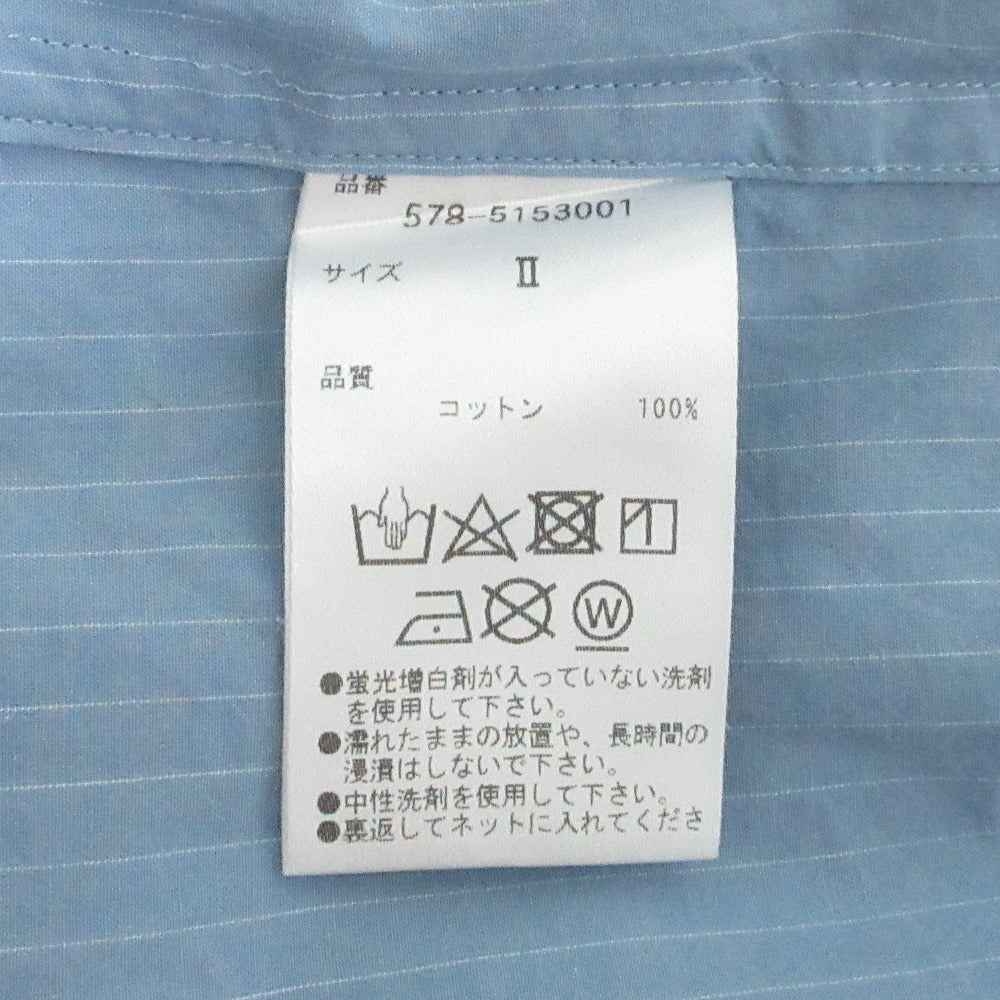 品番
578-5153001
サイズ II
品質
コットン 100%
W
●蛍光増白剤が入っていない洗剤
を使用して下さい。
●濡れたままの放置や、長時間の
浸漬はしないで下さい。
●中性洗剤を使用して下さい。
●裏返してネットに入れてくださ